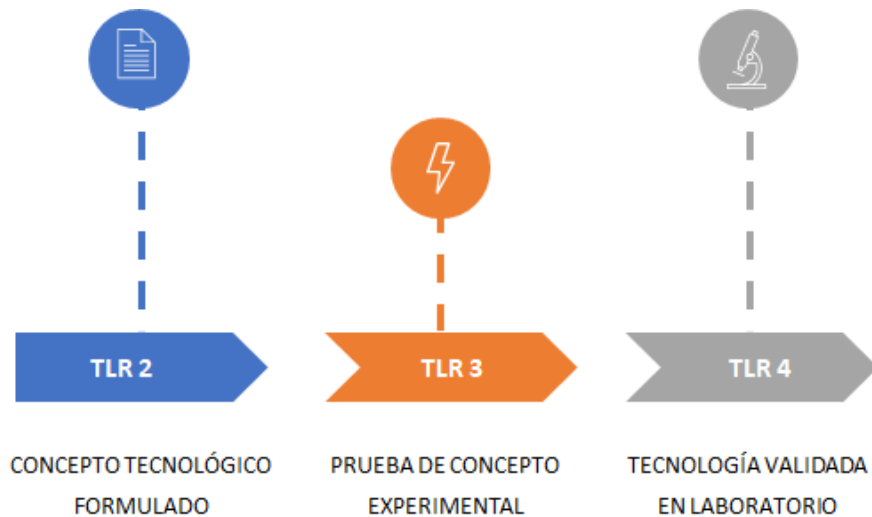 TLR 2
TLR 3
TLR 4
CONCEPTO TECNOLÓGICO
FORMULADO
PRUEBA DE CONCEPTO
EXPERIMENTAL
TECNOLOGÍA VALIDADA
EN LABORATORIO